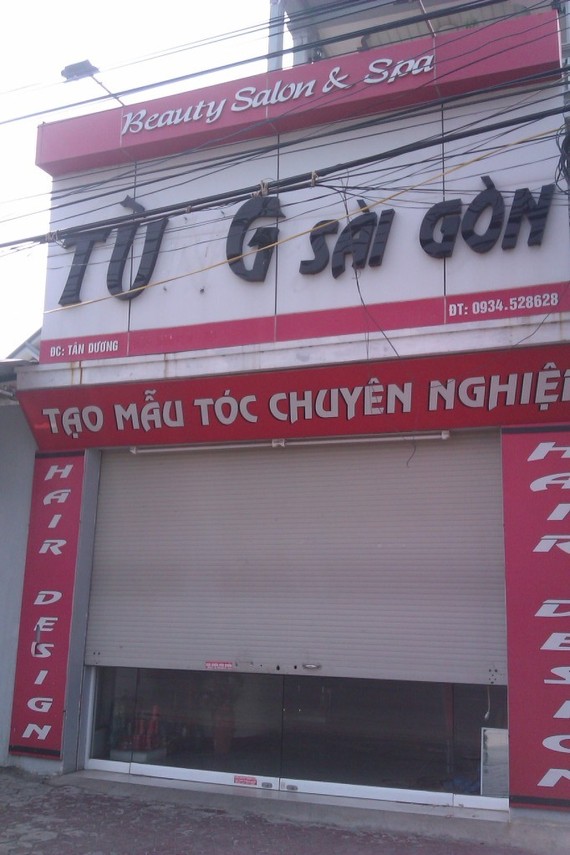 Beauty Salon & Spa
TÙ G SÀI GÒN
ĐC: TÂN DƯƠNG
ĐT: 0934.528628
TẠO MẪU TÓC CHUYÊN NGHIỆP
HAIR DESIGN
HAIR DESIGN